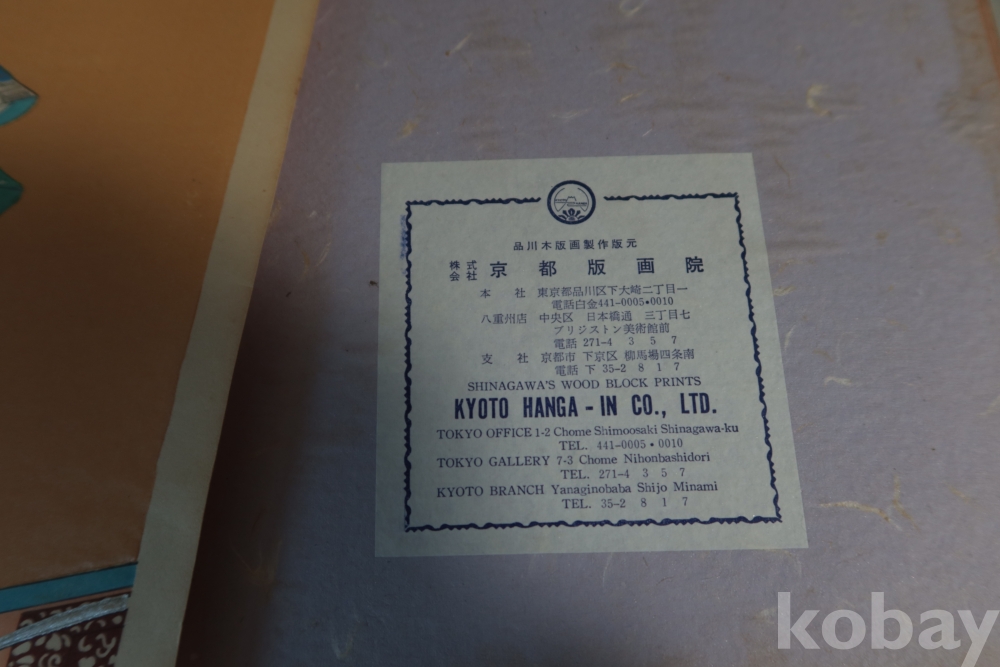 品川木版画製作版元
株式会社 京都版画院
本社 東京都品川区下大崎二丁目一
電話白金441-0005•0010
八重州店 中央区 日本橋通 三丁目七
ブリジストン美術館前
電話 271-4 3 5 7
支社 京都市 下京区 柳馬場四条南
電話 下 35-2 8 1 7
SHINAGAWA'S WOOD BLOCK PRINTS
KYOTO HANGA - IN CO., LTD.
TOKYO OFFICE 1-2 Chome Shimoosaki Shinagawa-ku
TEL. 441-0005 • 0010
TOKYO GALLERY 7-3 Chome Nihonbashidori
TEL. 271-4 3 5 7
KYOTO BRANCH Yanaginobaba Shijo Minami
TEL. 35-2 8 1 7
kobay